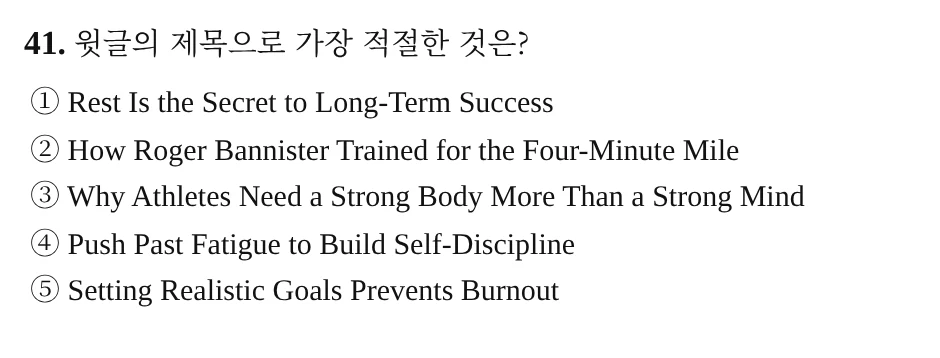 41. 윗글의 제목으로 가장 적절한 것은?
① Rest Is the Secret to Long-Term Success
② How Roger Bannister Trained for the Four-Minute Mile
③ Why Athletes Need a Strong Body More Than a Strong Mind
④ Push Past Fatigue to Build Self-Discipline
⑤ Setting Realistic Goals Prevents Burnout